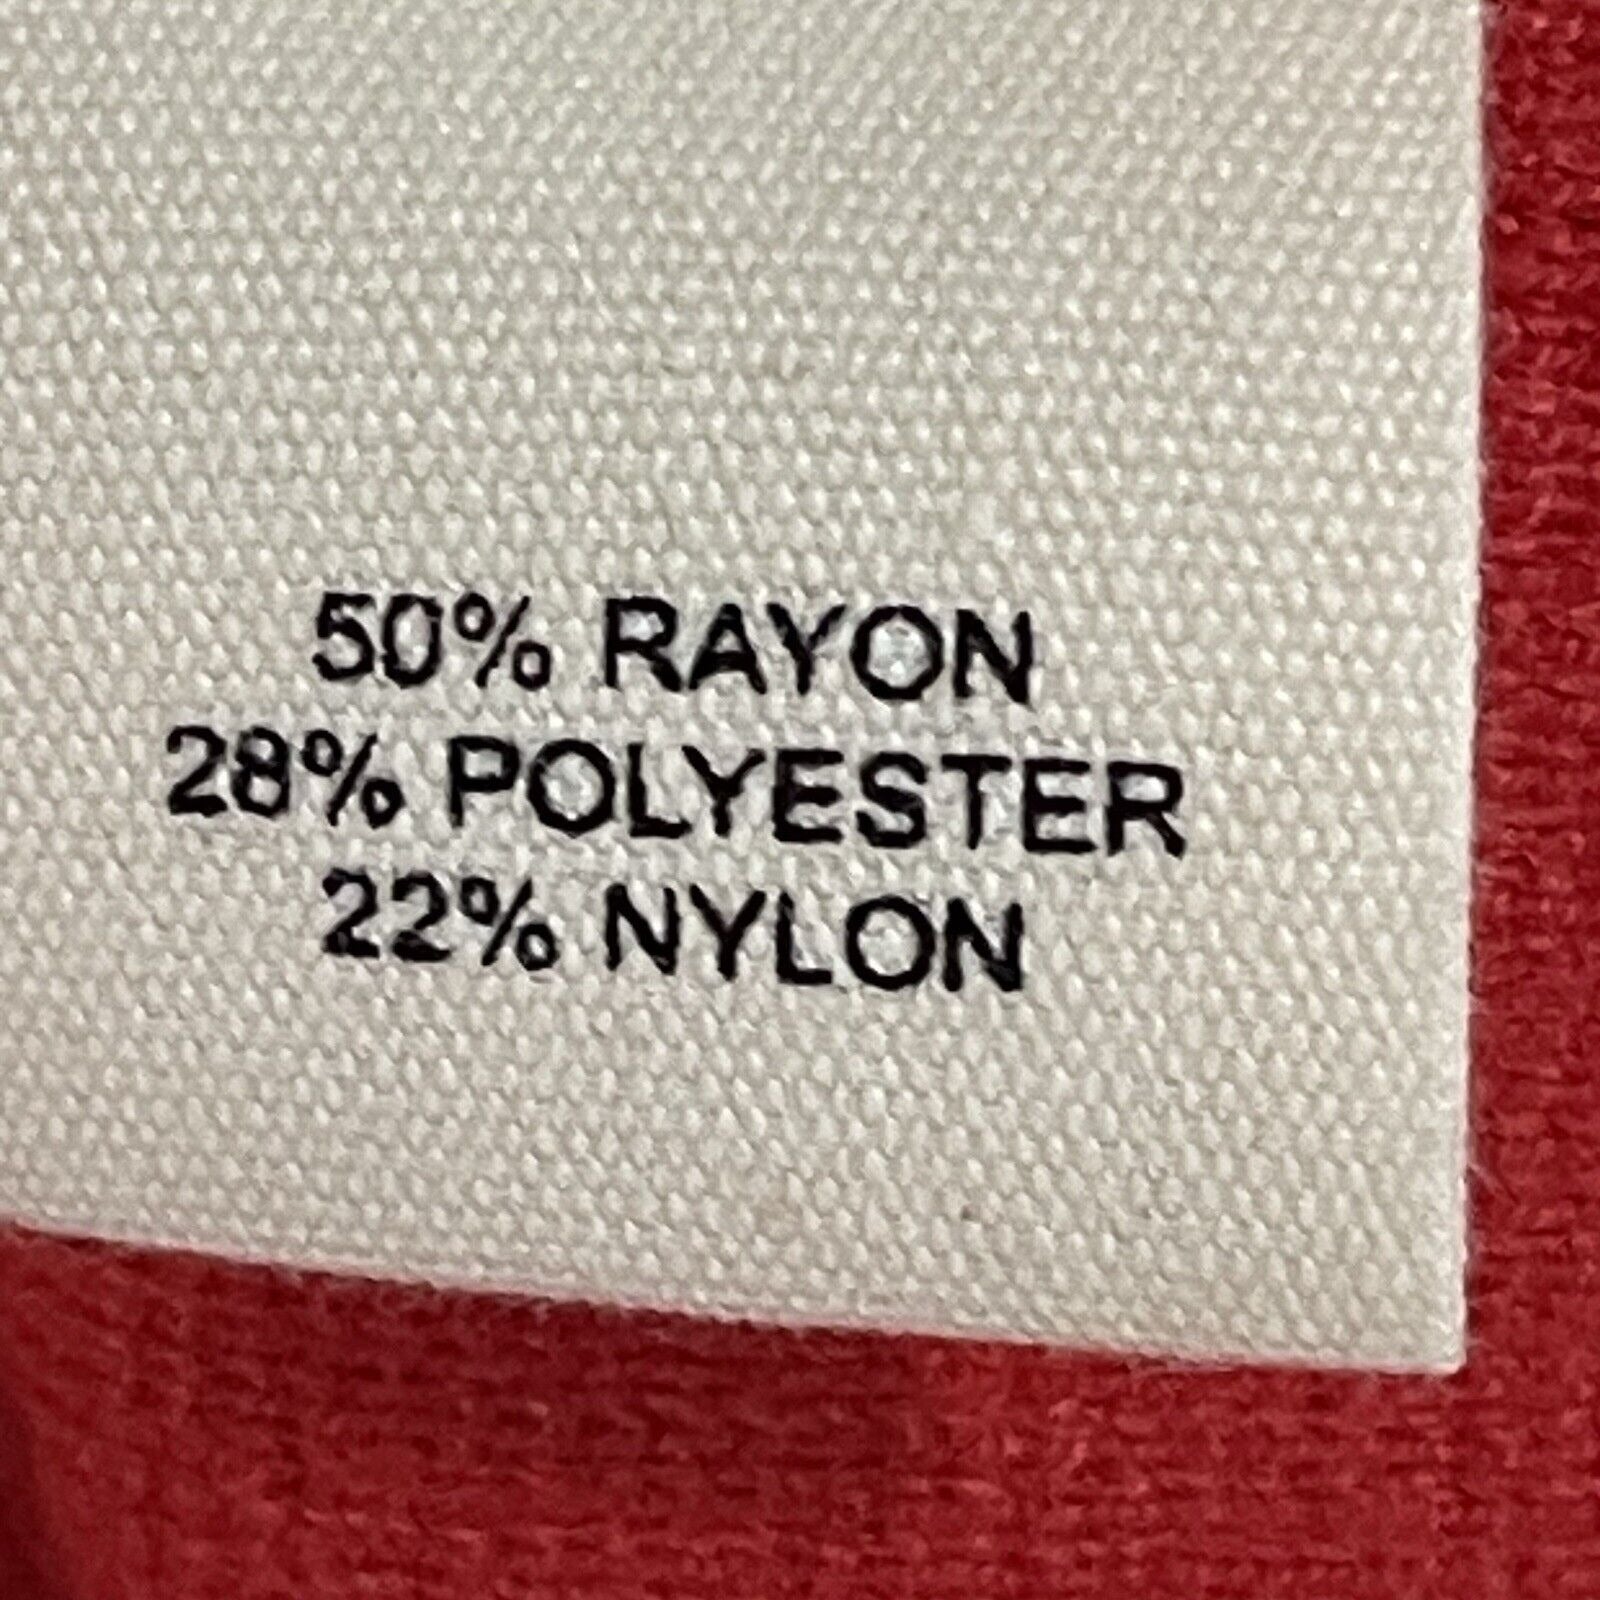 50% RAYON
28% POLYESTER
22% NYLON